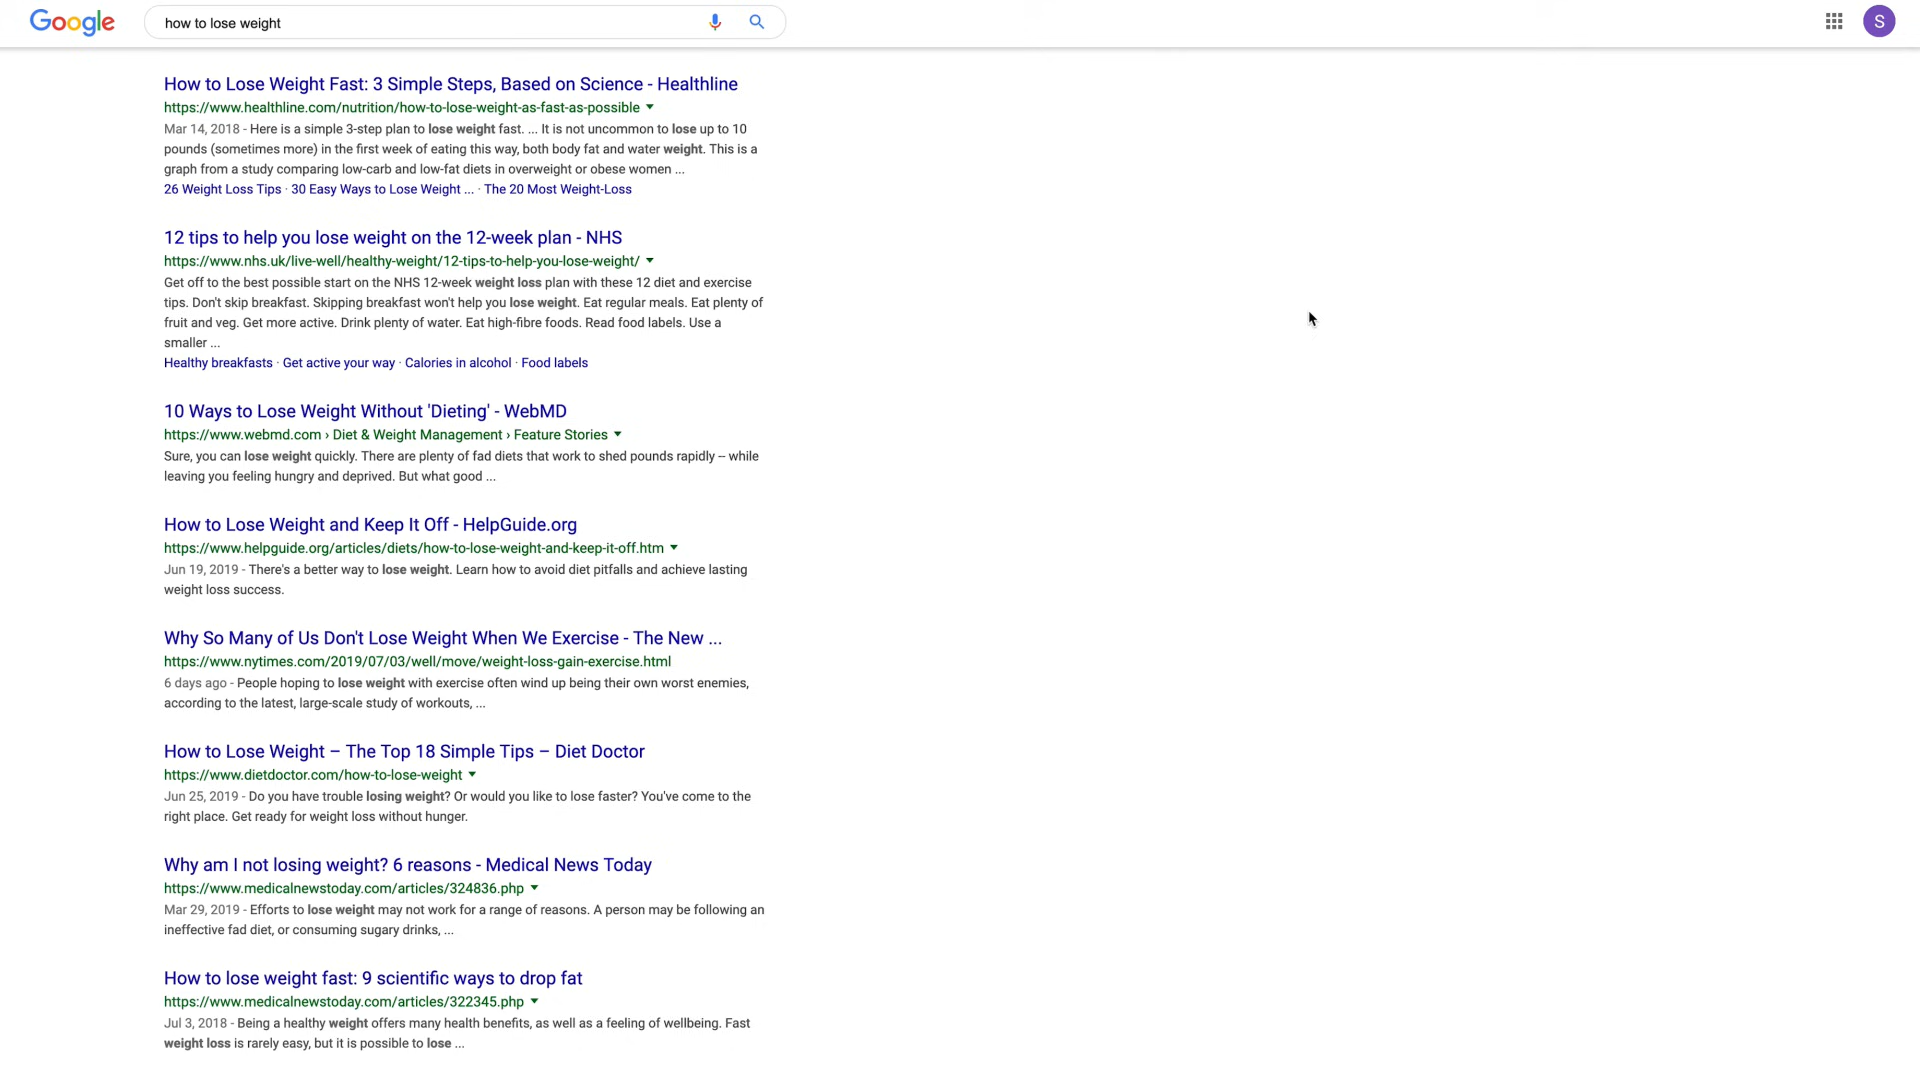 Google
how to lose weight
S
How to Lose Weight Fast: 3 Simple Steps, Based on Science - Healthline
https://www.healthline.com/nutrition/how-to-lose-weight-as-fast-as-possible
Mar 14, 2018 - Here is a simple 3-step plan to lose weight fast. ... It is not uncommon to lose up to 10
pounds (sometimes more) in the first week of eating this way, both body fat and water weight. This is a
graph from a study comparing low-carb and low-fat diets in overweight or obese women ...
26 Weight Loss Tips · 30 Easy Ways to Lose Weight ... · The 20 Most Weight-Loss
12 tips to help you lose weight on the 12-week plan - NHS
https://www.nhs.uk/live-well/healthy-weight/12-tips-to-help-you-lose-weight/
Get off to the best possible start on the NHS 12-week weight loss plan with these 12 diet and exercise
tips. Don't skip breakfast. Skipping breakfast won't help you lose weight. Eat regular meals. Eat plenty of
fruit and veg. Get more active. Drink plenty of water. Eat high-fibre foods. Read food labels. Use a
smaller ...
Healthy breakfasts · Get active your way · Calories in alcohol · Food labels
10 Ways to Lose Weight Without 'Dieting' - WebMD
https://www.webmd.com › Diet & Weight Management › Feature Stories
Sure, you can lose weight quickly. There are plenty of fad diets that work to shed pounds rapidly -- while
leaving you feeling hungry and deprived. But what good ...
How to Lose Weight and Keep It Off - HelpGuide.org
https://www.helpguide.org/articles/diets/how-to-lose-weight-and-keep-it-off.htm
Jun 19, 2019 - There's a better way to lose weight. Learn how to avoid diet pitfalls and achieve lasting
weight loss success.
Why So Many of Us Don't Lose Weight When We Exercise - The New ...
https://www.nytimes.com/2019/07/03/well/move/weight-loss-gain-exercise.html
6 days ago - People hoping to lose weight with exercise often wind up being their own worst enemies,
according to the latest, large-scale study of workouts, ...
How to Lose Weight – The Top 18 Simple Tips – Diet Doctor
https://www.dietdoctor.com/how-to-lose-weight
Jun 25, 2019 - Do you have trouble losing weight? Or would you like to lose faster? You've come to the
right place. Get ready for weight loss without hunger.
Why am I not losing weight? 6 reasons - Medical News Today
https://www.medicalnewstoday.com/articles/324836.php
Mar 29, 2019 - Efforts to lose weight may not work for a range of reasons. A person may be following an
ineffective fad diet, or consuming sugary drinks, ...
How to lose weight fast: 9 scientific ways to drop fat
https://www.medicalnewstoday.com/articles/322345.php
Jul 3, 2018 - Being a healthy weight offers many health benefits, as well as a feeling of wellbeing. Fast
weight loss is rarely easy, but it is possible to lose ...